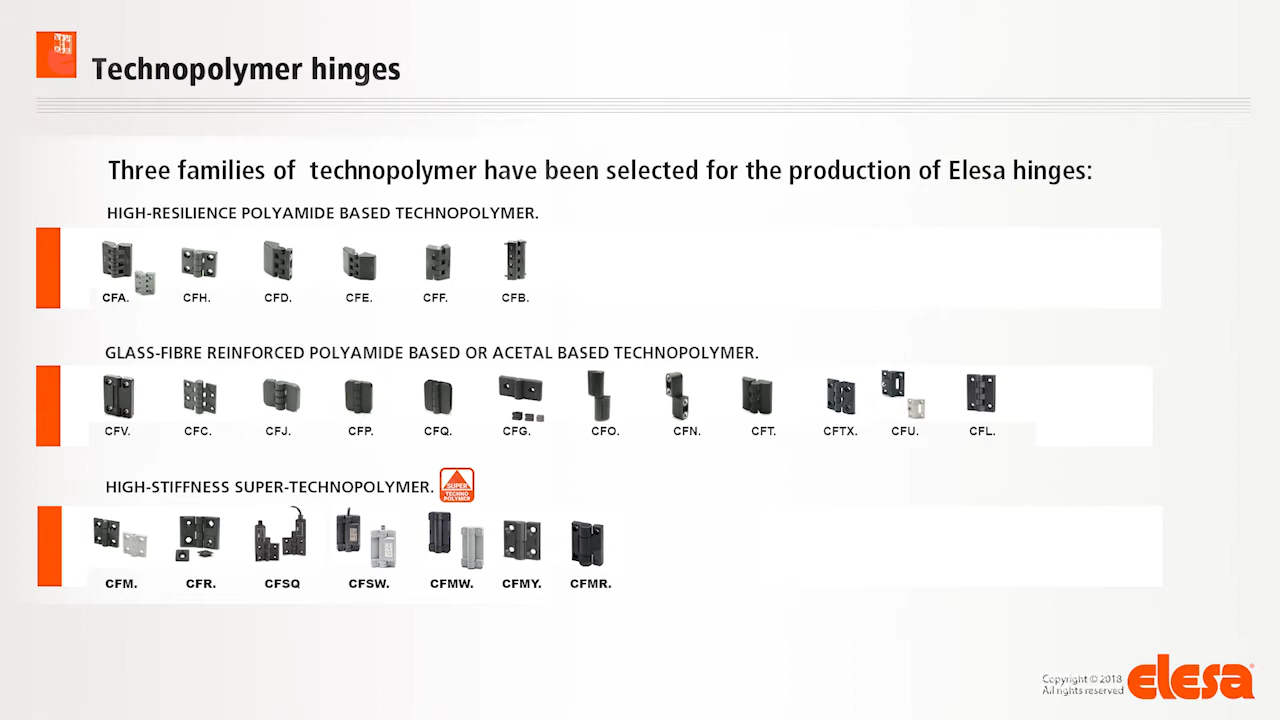 Technopolymer hinges
Three families of technopolymer have been selected for the production of Elesa hinges:
HIGH-RESILIENCE POLYAMIDE BASED TECHNOPOLYMER.
CFA. CFH. CFD. CFE. CFF. CFB.
GLASS-FIBRE REINFORCED POLYAMIDE BASED OR ACETAL BASED TECHNOPOLYMER.
CFV. CFC. CFJ. CFP. CFQ. CFG. CFO. CFN. CFT. CFTX. CFU. CFL.
HIGH-STIFFNESS SUPER-TECHNOPOLYMER.
SUPER
TECHNO
POLYMER
CFM. CFR. CFSQ CFSW. CFMW. CFMY. CFMR.
Copyright © 2018
All rights reserved
elesa®